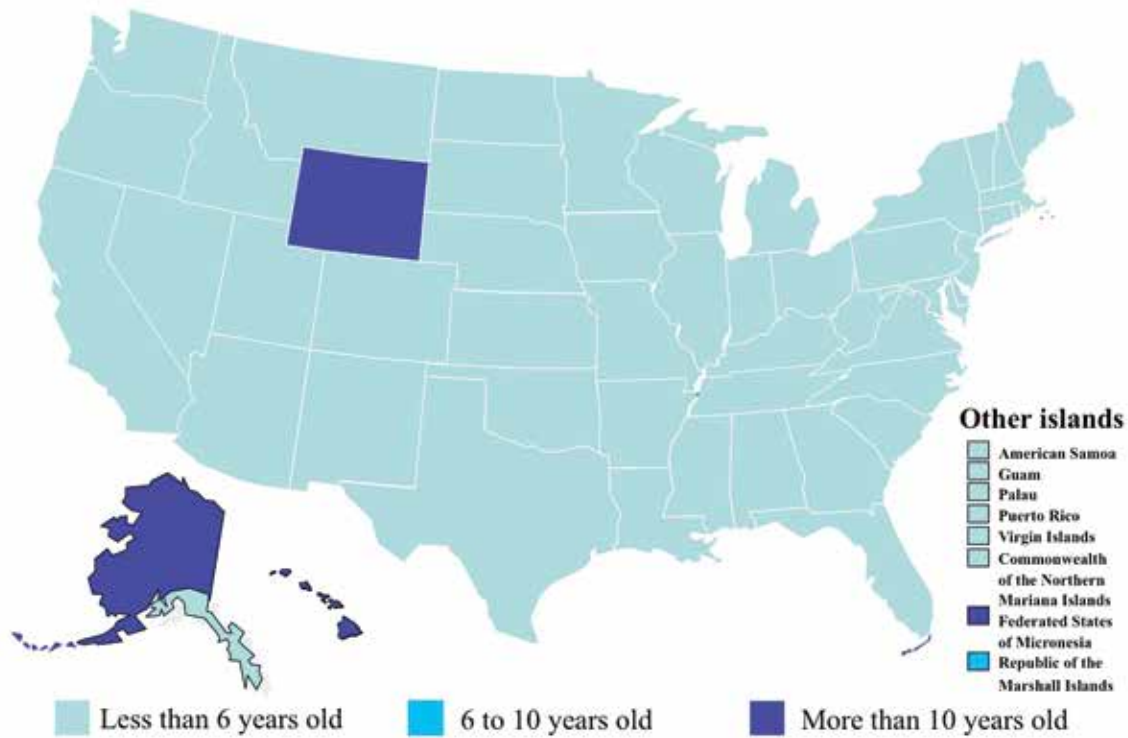 Other islands
American Samoa
Guam
Palau
Puerto Rico
Virgin Islands
Commonwealth
of the Northern
Mariana Islands
Federated States
of Micronesia
Republic of the
Marshall Islands
Less than 6 years old
6 to 10 years old
More than 10 years old